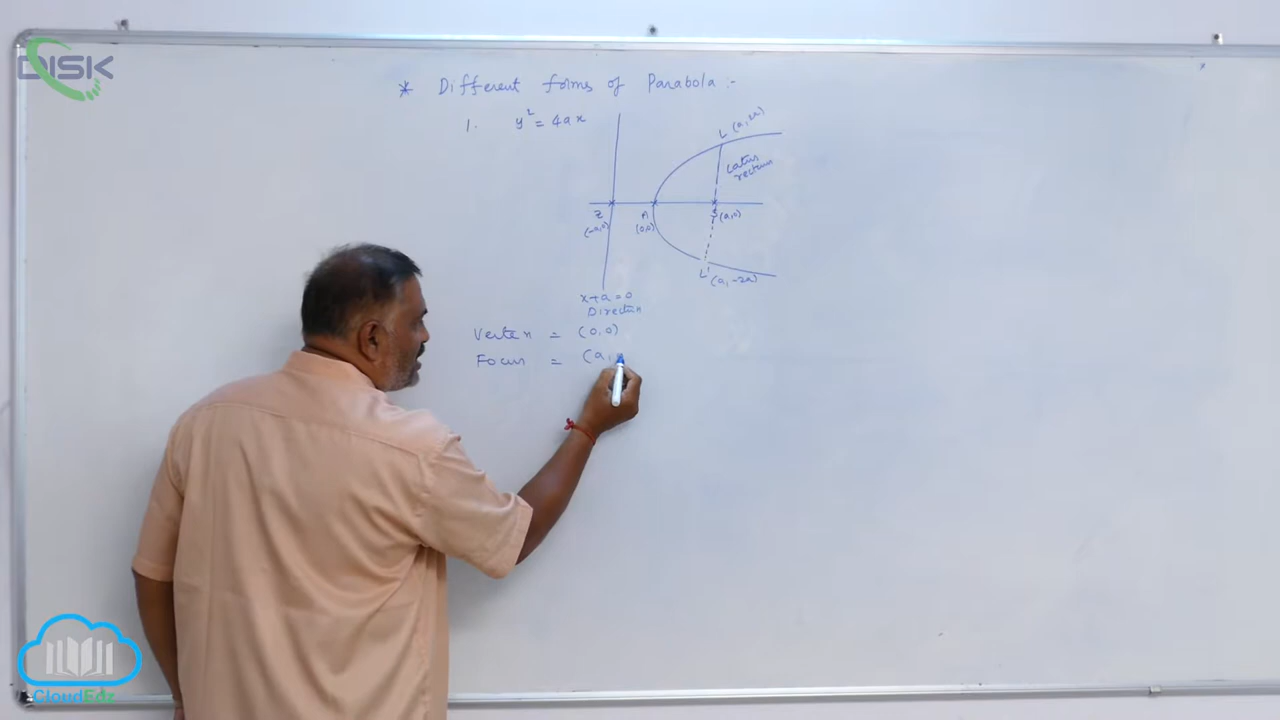 DISK
* Different forms of Parabola :-
1. y² = 4ax
L (a, 2a)
Latus
rectum
Z A S (a,0)
(-a,0) (0,0)
L' (a, -2a)
x+a=0
Directrix
Vertex = (0,0)
Focus = (a,
CloudEdz